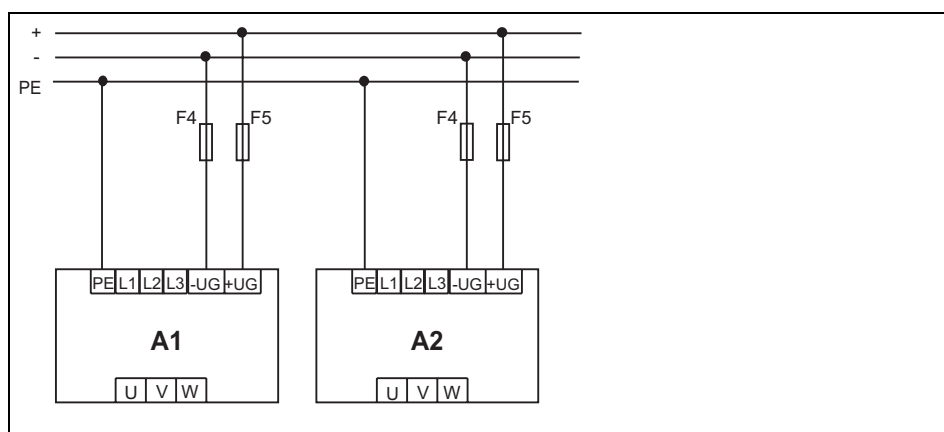 +
-
PE
F4 F5 F4 F5
PE L1 L2 L3 -UG +UG PE L1 L2 L3 -UG +UG
A1 A2
U V W U V W